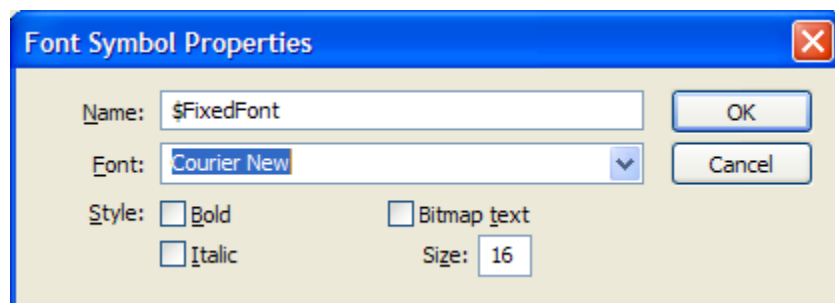 Font Symbol Properties
Name: $FixedFont OK
Font: Courier New Cancel
Style: Bold Bitmap text
Italic Size: 16